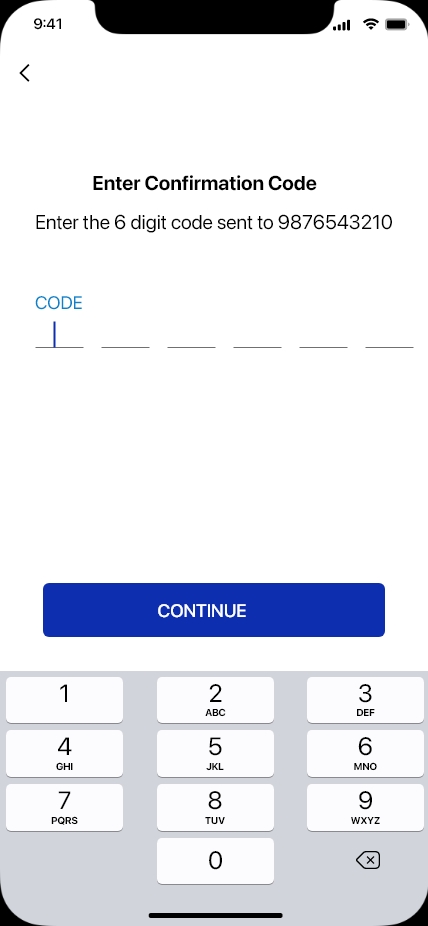 9:41
Enter Confirmation Code
Enter the 6 digit code sent to 9876543210
CODE
CONTINUE
1 2 3
ABC DEF
4 5 6
GHI JKL MNO
7 8 9
PQRS TUV WXYZ
0